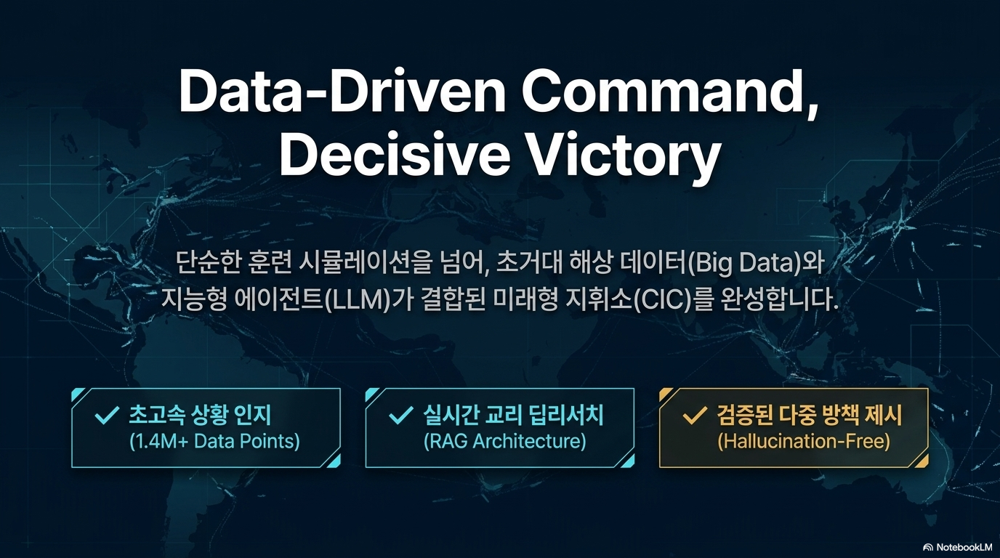 Data-Driven Command,
Decisive Victory
단순한 훈련 시뮬레이션을 넘어, 초거대 해상 데이터(Big Data)와
지능형 에이전트(LLM)가 결합된 미래형 지휘소(CIC)를 완성합니다.
초고속 상황 인지
(1.4M+ Data Points)
실시간 교리 딥리서치
(RAG Architecture)
검증된 다중 방책 제시
(Hallucination-Free)
NotebookLM